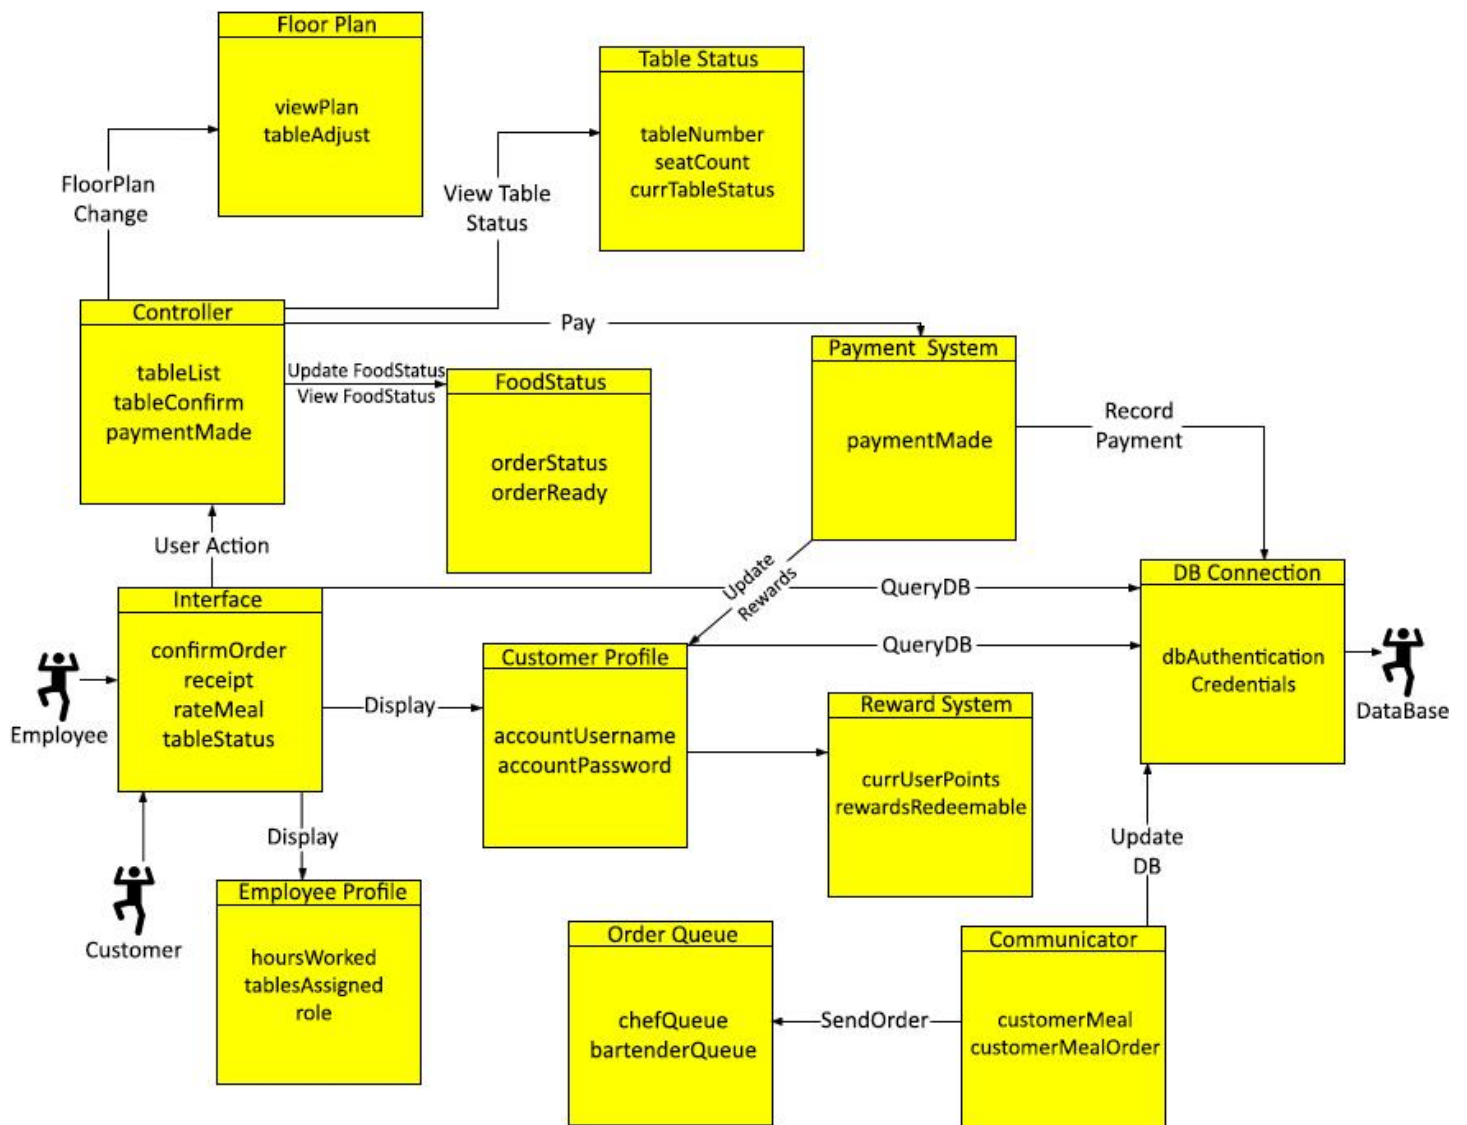 Floor Plan
viewPlan
tableAdjust
Table Status
tableNumber
seatCount
currTableStatus
FloorPlan
Change
View Table
Status
Controller
tableList
tableConfirm
paymentMade
Pay
Update FoodStatus
View FoodStatus
FoodStatus
orderStatus
orderReady
Payment System
paymentMade
Record
Payment
User Action
Update
Rewards
Interface
confirmOrder
receipt
rateMeal
tableStatus
QueryDB
QueryDB
DB Connection
dbAuthentication
Credentials
Employee
DataBase
Display
Customer Profile
accountUsername
accountPassword
Reward System
currUserPoints
rewardsRedeemable
Display
Customer
Employee Profile
hoursWorked
tablesAssigned
role
Update
DB
Order Queue
chefQueue
bartenderQueue
SendOrder
Communicator
customerMeal
customerMealOrder